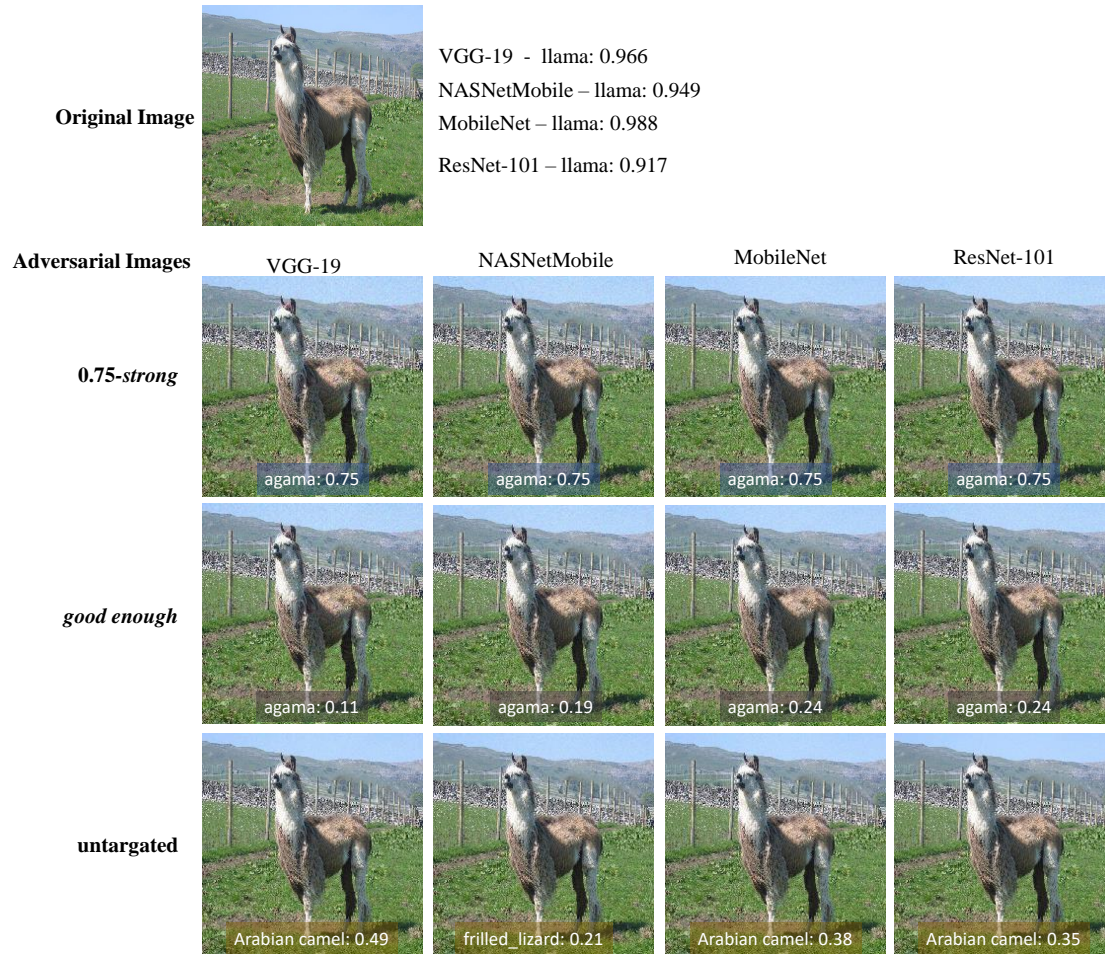 Original Image
VGG-19 - llama: 0.966
NASNetMobile – llama: 0.949
MobileNet – llama: 0.988
ResNet-101 – llama: 0.917
Adversarial Images
VGG-19 NASNetMobile MobileNet ResNet-101
0.75-strong
agama: 0.75 agama: 0.75 agama: 0.75 agama: 0.75
good enough
agama: 0.11 agama: 0.19 agama: 0.24 agama: 0.24
untargated
Arabian camel: 0.49 frilled_lizard: 0.21 Arabian camel: 0.38 Arabian camel: 0.35